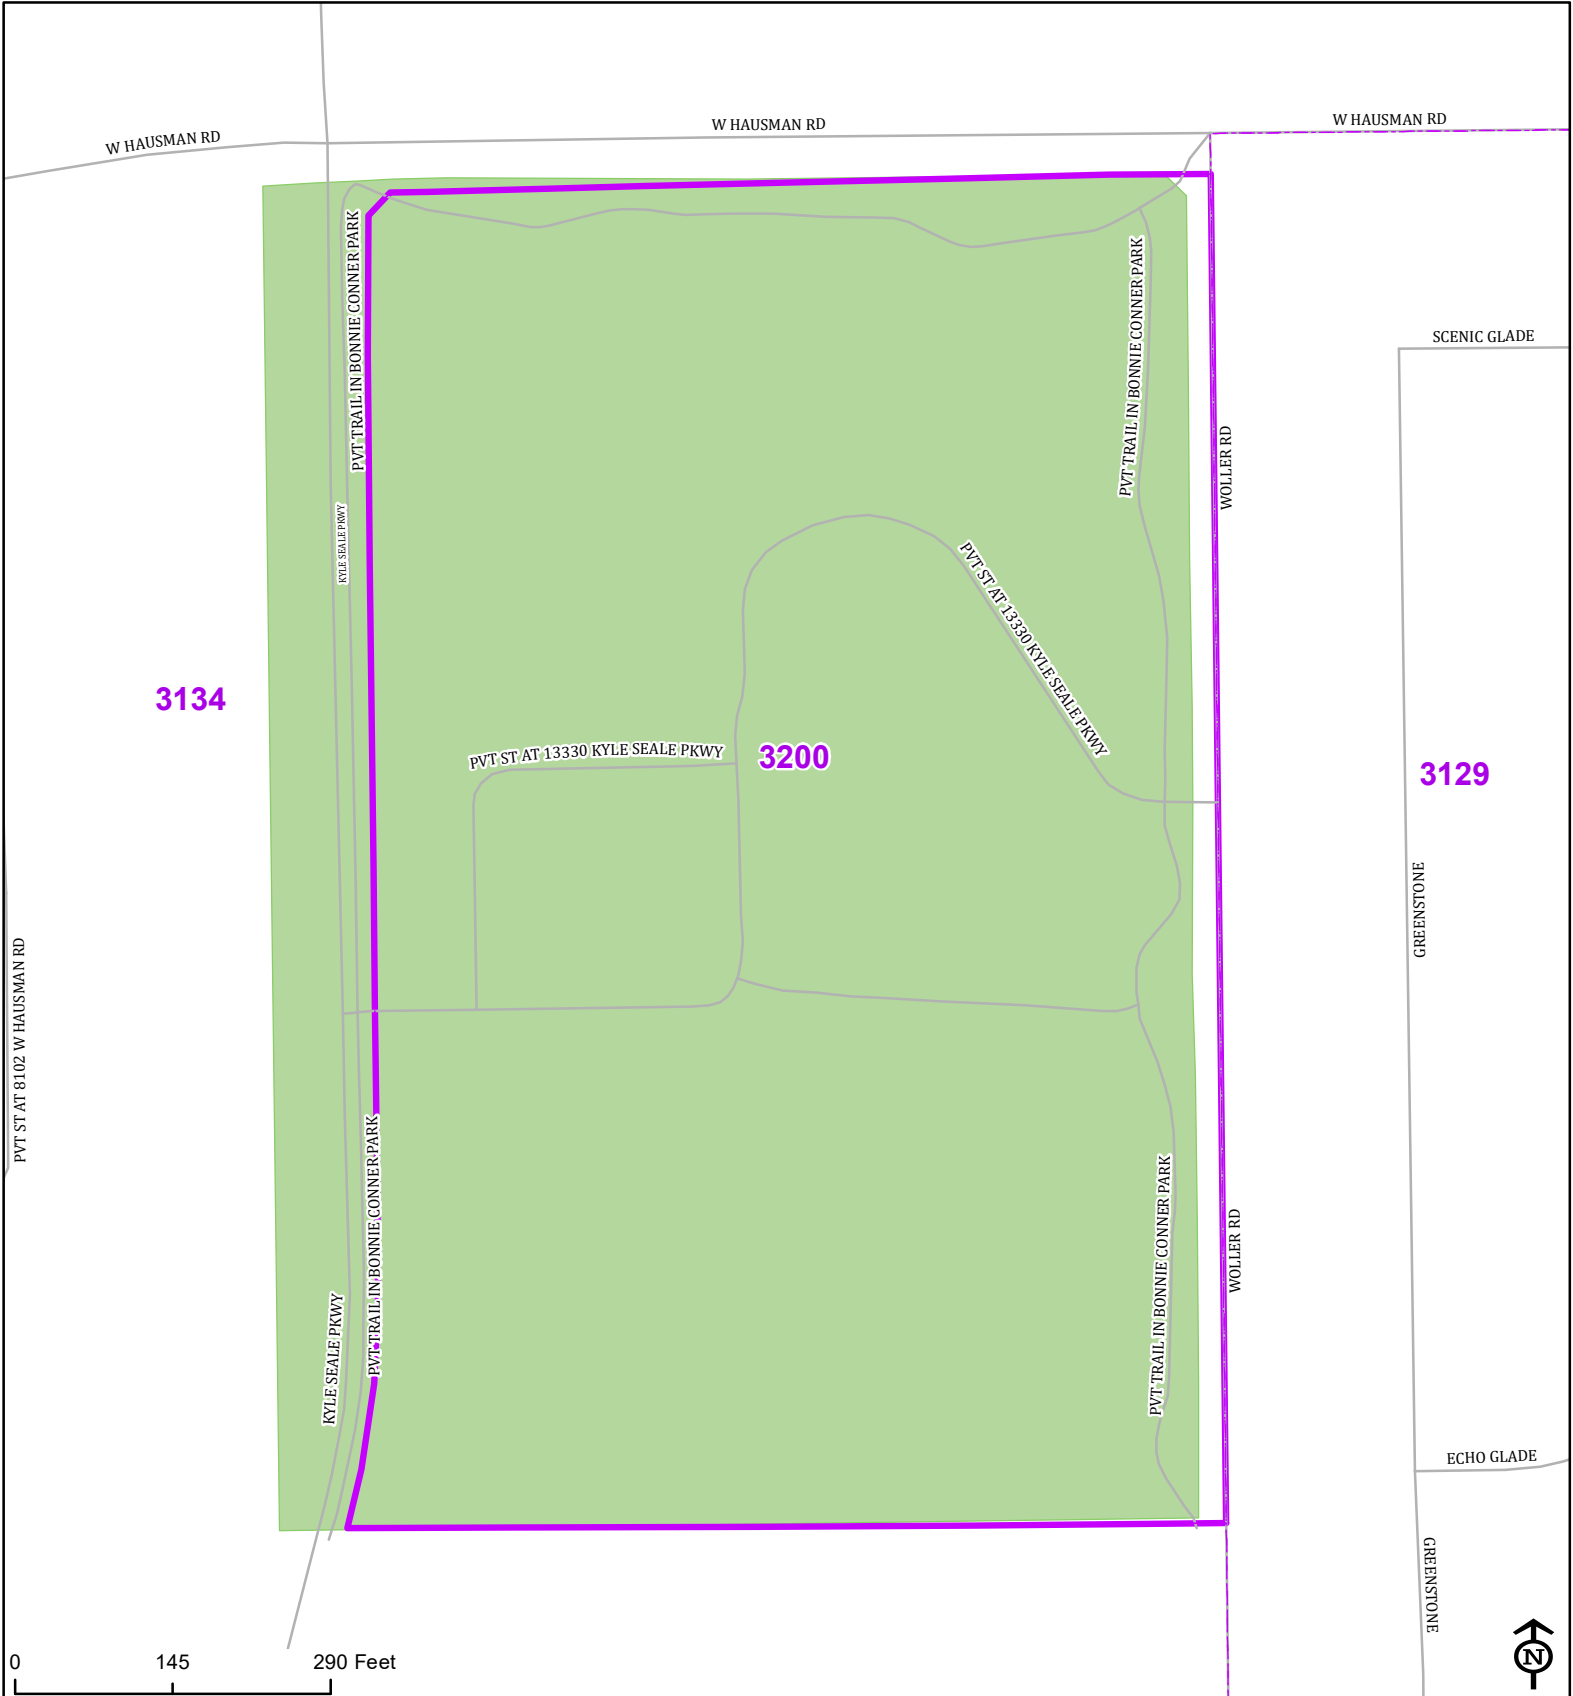 W HAUSMAN RD
W HAUSMAN RD
W HAUSMAN RD
PVT TRAIL IN BONNIE CONNER PARK
PVT TRAIL IN BONNIE CONNER PARK
SCENIC GLADE
WOLLER RD
KYLE SEALE PKWY
PVT ST AT 13330 KYLE SEALE PKWY
3134
PVT ST AT 13330 KYLE SEALE PKWY
3200
3129
GREENSTONE
PVT ST AT 8102 W HAUSMAN RD
PVT TRAIL IN BONNIE CONNER PARK
PVT TRAIL IN BONNIE CONNER PARK
WOLLER RD
KYLE SEALE PKWY
ECHO GLADE
GREENSTONE
0 145 290 Feet
N